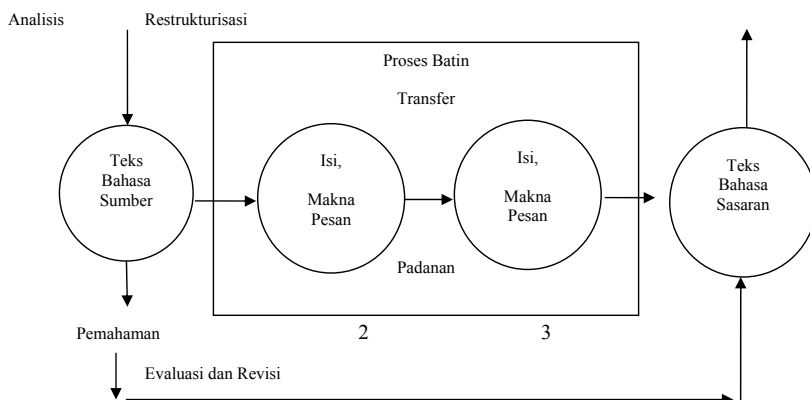 Analisis Restrukturisasi
Proses Batin
Transfer
Teks
Bahasa
Sumber
Isi,
Makna
Pesan
Isi,
Makna
Pesan
Teks
Bahasa
Sasaran
Padanan
Pemahaman
2 3
Evaluasi dan Revisi